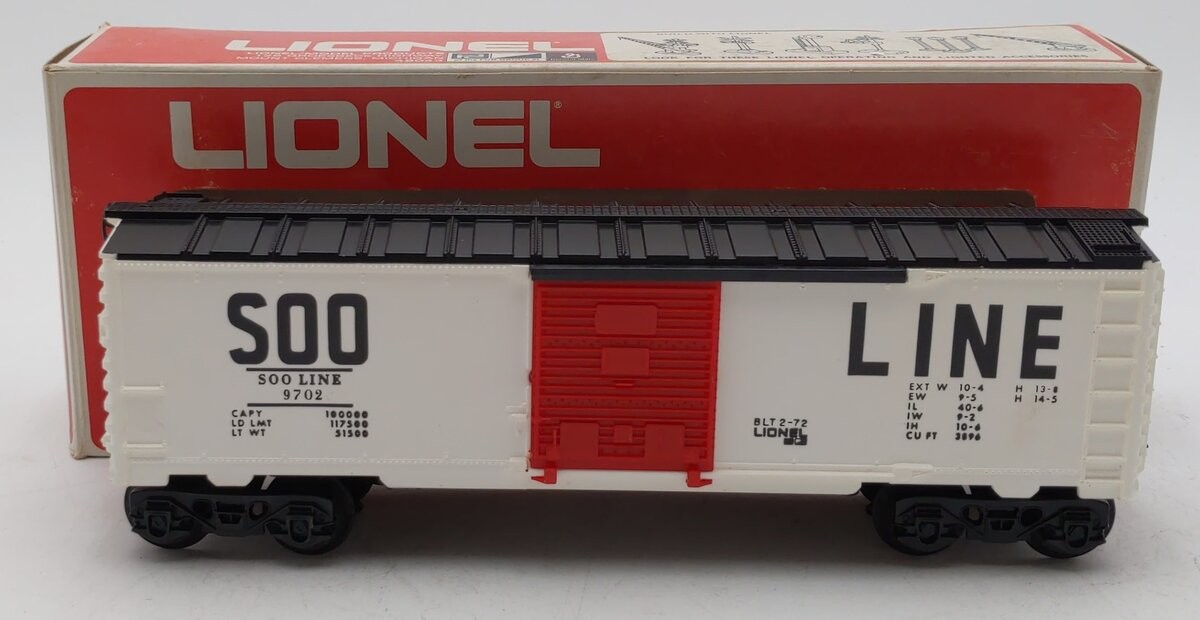 LIONEL
LOOK FOR THESE LIONEL OPERATING AND LIGHTED ACCESSORIES
LIONEL®
SOO
SOO LINE
9702
CAPY 100000
LD LMT 117500
LT WT 51500
LINE
EXT W 10-4 H 13-8
EW 9-5 H 14-5
IL 40-6
IW 9-2
IH 10-6
CU FT 3896
BLT 2-72
LIONEL